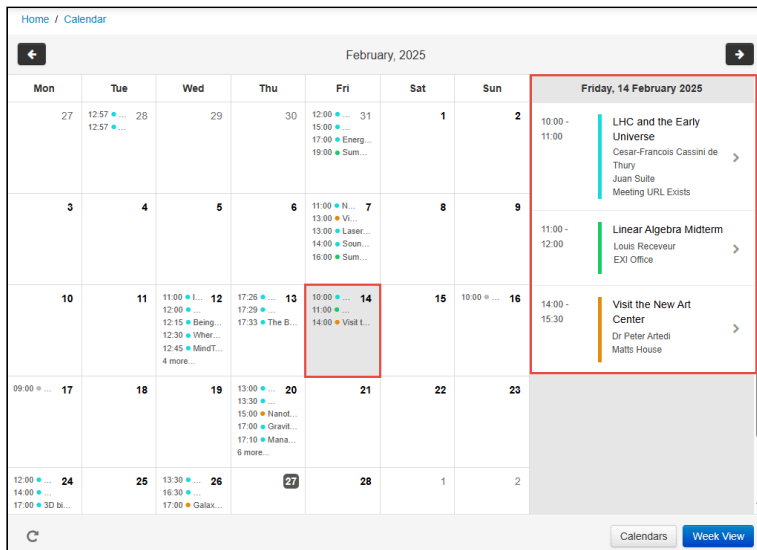 Home / Calendar
February, 2025
Mon Tue Wed Thu Fri Sat Sun
27
12:57 ... 28
12:57 ...
29
30
12:00 ... 31
15:00 ...
17:00 Energ...
19:00 Sum...
1
2
3
4
5
6
11:00 N... 7
13:00 Vi...
13:00 Laser...
14:00 Soun...
16:00 Sum...
8
9
10
11
11:00 I... 12
12:00 ...
12:15 Being...
12:30 Wher...
12:45 MindT...
4 more...
17:26 ... 13
17:29 ...
17:33 The B...
10:00 ... 14
11:00 ...
14:00 Visit t...
15
10:00 ... 16
09:00 ... 17
18
19
13:00 ... 20
13:30 ...
15:00 Nanot...
17:00 Gravit...
17:10 Mana...
6 more...
21
22
23
12:00 ... 24
14:00 ...
17:00 3D bi...
25
13:30 ... 26
16:30 ...
17:00 Galax...
27
28
1
2
Friday, 14 February 2025
10:00 - 11:00
LHC and the Early
Universe
Cesar-Francois Cassini de
Thury
Juan Suite
Meeting URL Exists
11:00 - 12:00
Linear Algebra Midterm
Louis Receveur
EXI Office
14:00 - 15:30
Visit the New Art
Center
Dr Peter Artedi
Matts House
Calendars
Week View